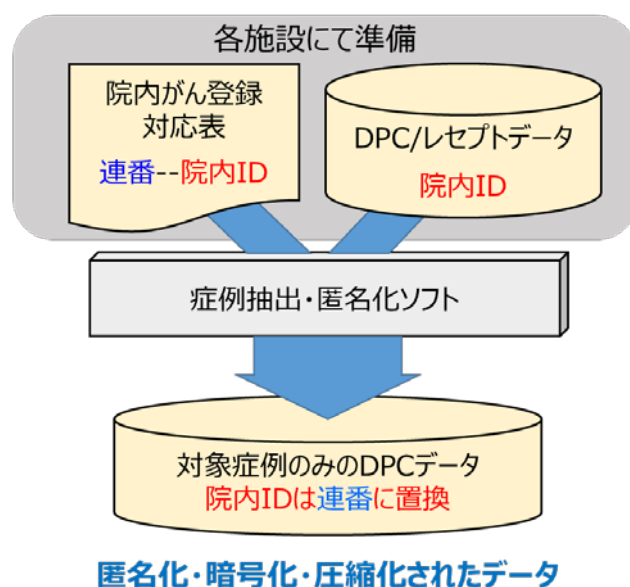 各施設にて準備
院内がん登録
対応表
連番--院内ID
DPC/レセプトデータ
院内ID
症例抽出・匿名化ソフト
対象症例のみのDPCデータ
院内IDは連番に置換
匿名化・暗号化・圧縮化されたデータ